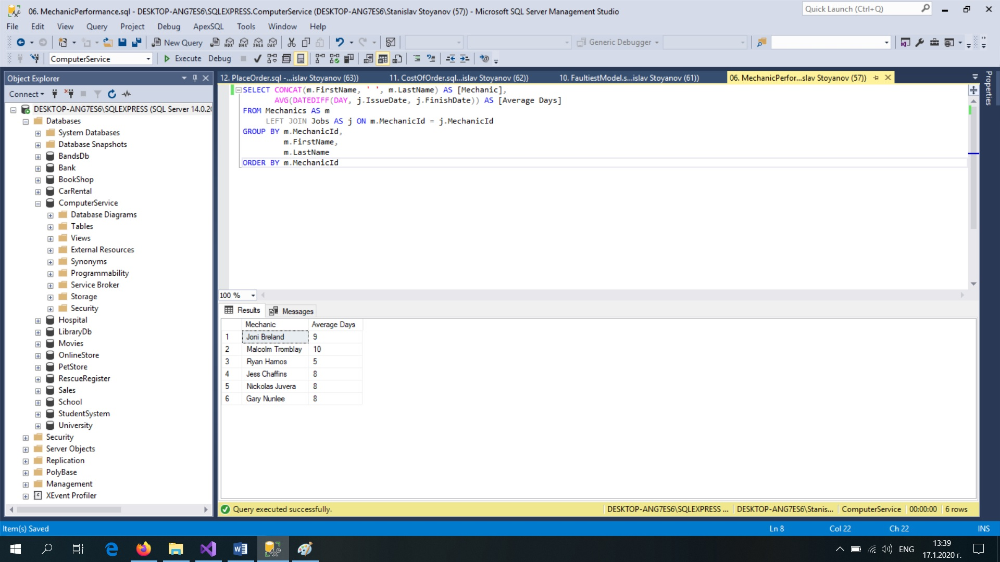 06. MechanicPerformance.sql - DESKTOP-ANG7ES6\SQLEXPRESS.ComputerService (DESKTOP-ANG7ES6\Stanislav Stoyanov (57)) - Microsoft SQL Server Management Studio
Quick Launch (Ctrl+Q)
File Edit View Query Project Debug ApexSQL Tools Window Help
New Query MDX DMX XMLA DAX Generic Debugger
ComputerService Execute Debug
Object Explorer
12. PlaceOrder.sql -...islav Stoyanov (63)) 11. CostOfOrder.sql...islav Stoyanov (62)) 10. FaultiestModel.s...islav Stoyanov (61)) 06. MechanicPerfor...slav Stoyanov (57))
Properties
Connect
DESKTOP-ANG7ES6\SQLEXPRESS (SQL Server 14.0.20
Databases
System Databases
Database Snapshots
BandsDb
Bank
BookShop
CarRental
ComputerService
Database Diagrams
Tables
Views
External Resources
Synonyms
Programmability
Service Broker
Storage
Security
Hospital
LibraryDb
Movies
OnlineStore
PetStore
RescueRegister
Sales
School
StudentSystem
University
Security
Server Objects
Replication
PolyBase
Management
XEvent Profiler
SELECT CONCAT(m.FirstName, ' ', m.LastName) AS [Mechanic],
AVG(DATEDIFF(DAY, j.IssueDate, j.FinishDate)) AS [Average Days]
FROM Mechanics AS m
LEFT JOIN Jobs AS j ON m.MechanicId = j.MechanicId
GROUP BY m.MechanicId,
m.FirstName,
m.LastName
ORDER BY m.MechanicId
100 %
Results Messages
Mechanic Average Days
1 Joni Breland 9
2 Malcolm Tromblay 10
3 Ryan Harnos 5
4 Jess Chaffins 8
5 Nickolas Juvera 8
6 Gary Nunlee 8
Query executed successfully. DESKTOP-ANG7ES6\SQLEXPRESS ... DESKTOP-ANG7ES6\Stanis... ComputerService 00:00:00 6 rows
Item(s) Saved Ln 8 Col 22 Ch 22 INS
ENG
13:39
17.1.2020 г.